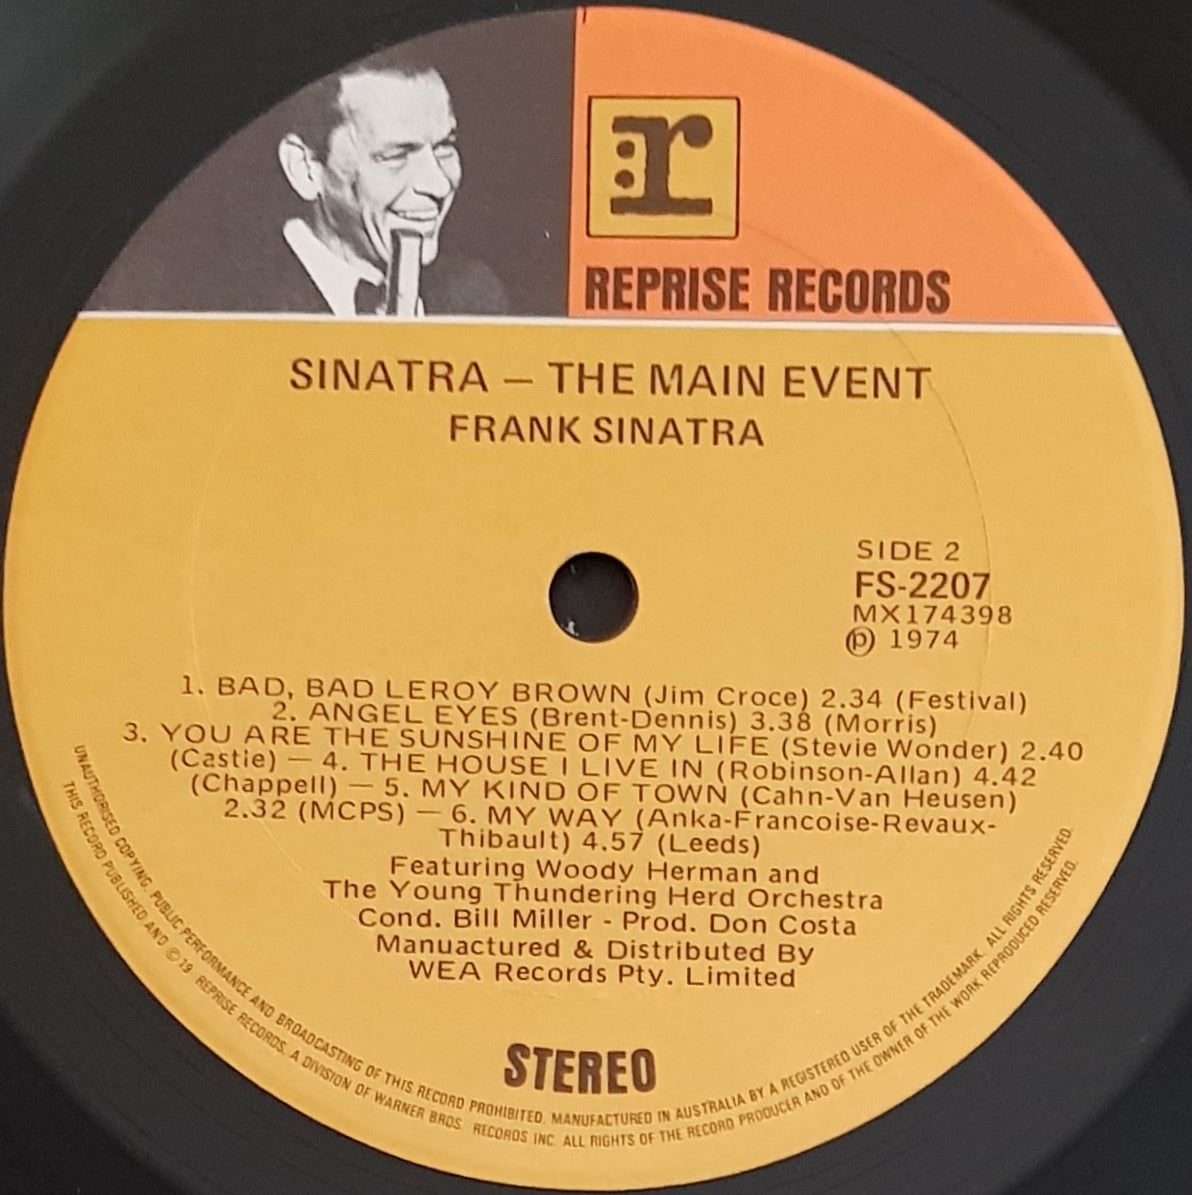 r
REPRISE RECORDS
SINATRA – THE MAIN EVENT
FRANK SINATRA
SIDE 2
FS-2207
MX174398
Ⓟ 1974
1. BAD, BAD LEROY BROWN (Jim Croce) 2.34 (Festival)
2. ANGEL EYES (Brent-Dennis) 3.38 (Morris)
3. YOU ARE THE SUNSHINE OF MY LIFE (Stevie Wonder) 2.40
(Castie) — 4. THE HOUSE I LIVE IN (Robinson-Allan) 4.42
(Chappell) — 5. MY KIND OF TOWN (Cahn-Van Heusen)
2.32 (MCPS) — 6. MY WAY (Anka-Francoise-Revaux-
Thibault) 4.57 (Leeds)
Featuring Woody Herman and
The Young Thundering Herd Orchestra
Cond. Bill Miller - Prod. Don Costa
Manuactured & Distributed By
WEA Records Pty. Limited
STEREO
UNAUTHORISED COPYING, PUBLIC PERFORMANCE AND BROADCASTING OF THIS RECORD PROHIBITED. MANUFACTURED IN AUSTRALIA BY A REGISTERED USER OF THE TRADEMARK. ALL RIGHTS RESERVED.
THIS RECORD PUBLISHED AND ©19 REPRISE RECORDS. A DIVISION OF WARNER BROS. RECORDS INC. ALL RIGHTS OF THE RECORD PRODUCER AND OF THE OWNER OF THE WORK REPRODUCED RESERVED.